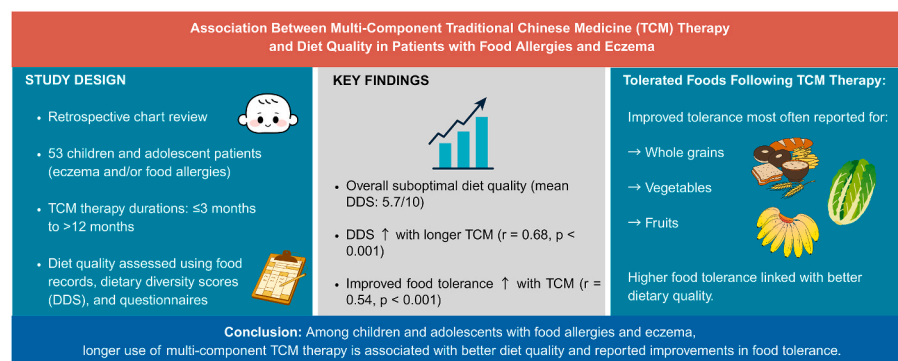 Association Between Multi-Component Traditional Chinese Medicine (TCM) Therapy
and Diet Quality in Patients with Food Allergies and Eczema
STUDY DESIGN
• Retrospective chart review
• 53 children and adolescent patients
(eczema and/or food allergies)
• TCM therapy durations: ≤3 months
to >12 months
• Diet quality assessed using food
records, dietary diversity scores
(DDS), and questionnaires
KEY FINDINGS
• Overall suboptimal diet quality (mean
DDS: 5.7/10)
• DDS ↑ with longer TCM (r = 0.68, p <
0.001)
• Improved food tolerance ↑ with TCM (r =
0.54, p < 0.001)
Tolerated Foods Following TCM Therapy:
Improved tolerance most often reported for:
→ Whole grains
→ Vegetables
→ Fruits
Higher food tolerance linked with better
dietary quality.
Conclusion: Among children and adolescents with food allergies and eczema,
longer use of multi-component TCM therapy is associated with better diet quality and reported improvements in food tolerance.